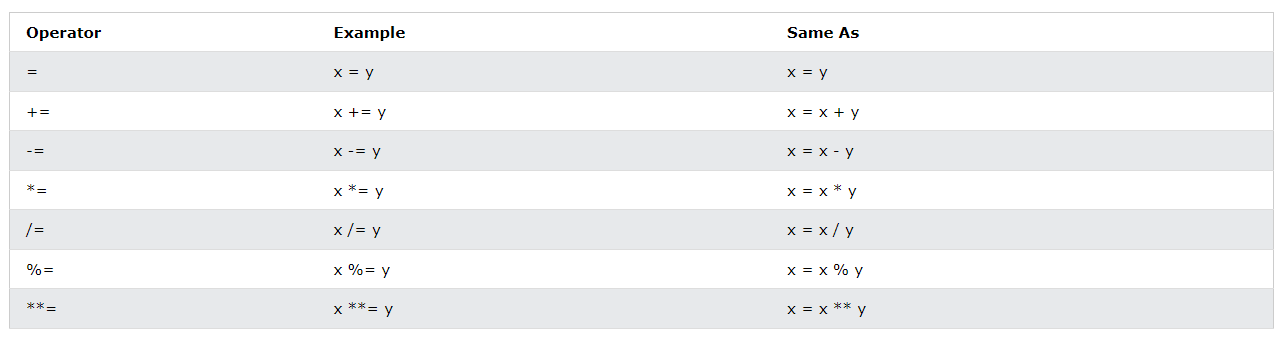 Operator Example Same As
= x = y x = y
+= x += y x = x + y
-= x -= y x = x - y
*= x *= y x = x * y
/= x /= y x = x / y
%= x %= y x = x % y
**= x **= y x = x ** y